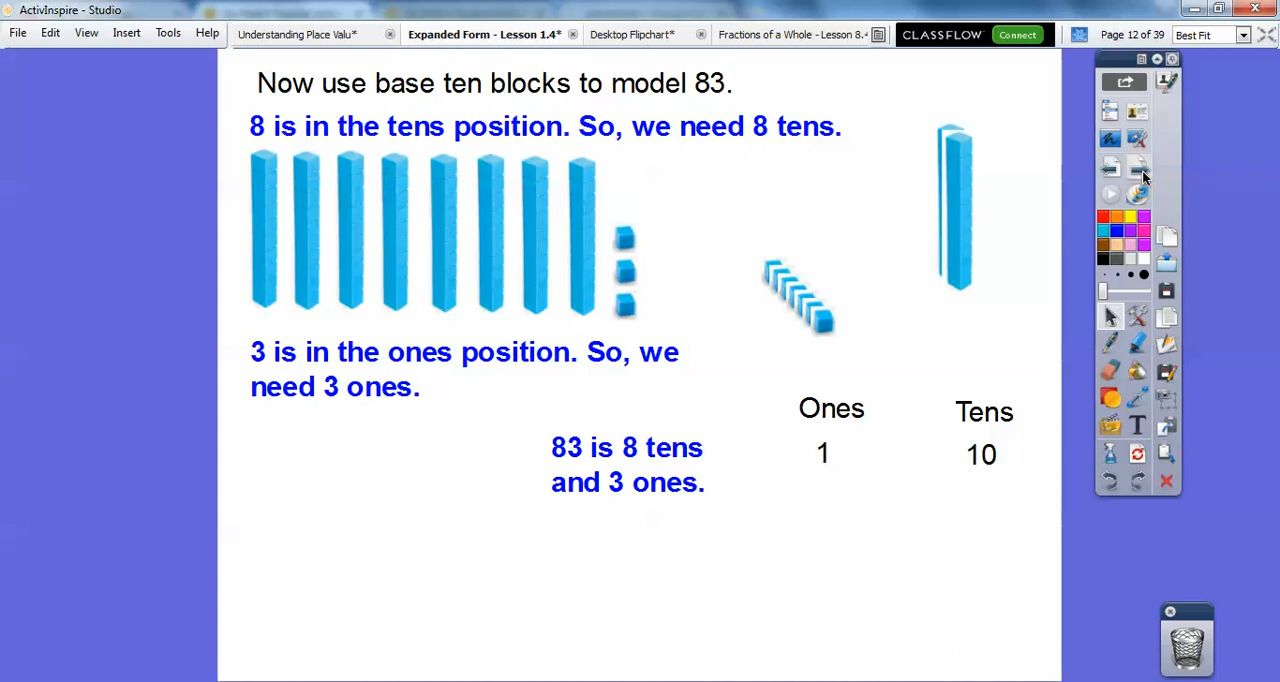 ActivInspire - Studio
File Edit View Insert Tools Help
Understanding Place Valu* Expanded Form - Lesson 1.4* Desktop Flipchart* Fractions of a Whole - Lesson 8.4 CLASSFLOW Connect Page 12 of 39 Best Fit
Now use base ten blocks to model 83.
8 is in the tens position. So, we need 8 tens.
3 is in the ones position. So, we
need 3 ones.
Ones Tens
1 10
83 is 8 tens
and 3 ones.
T